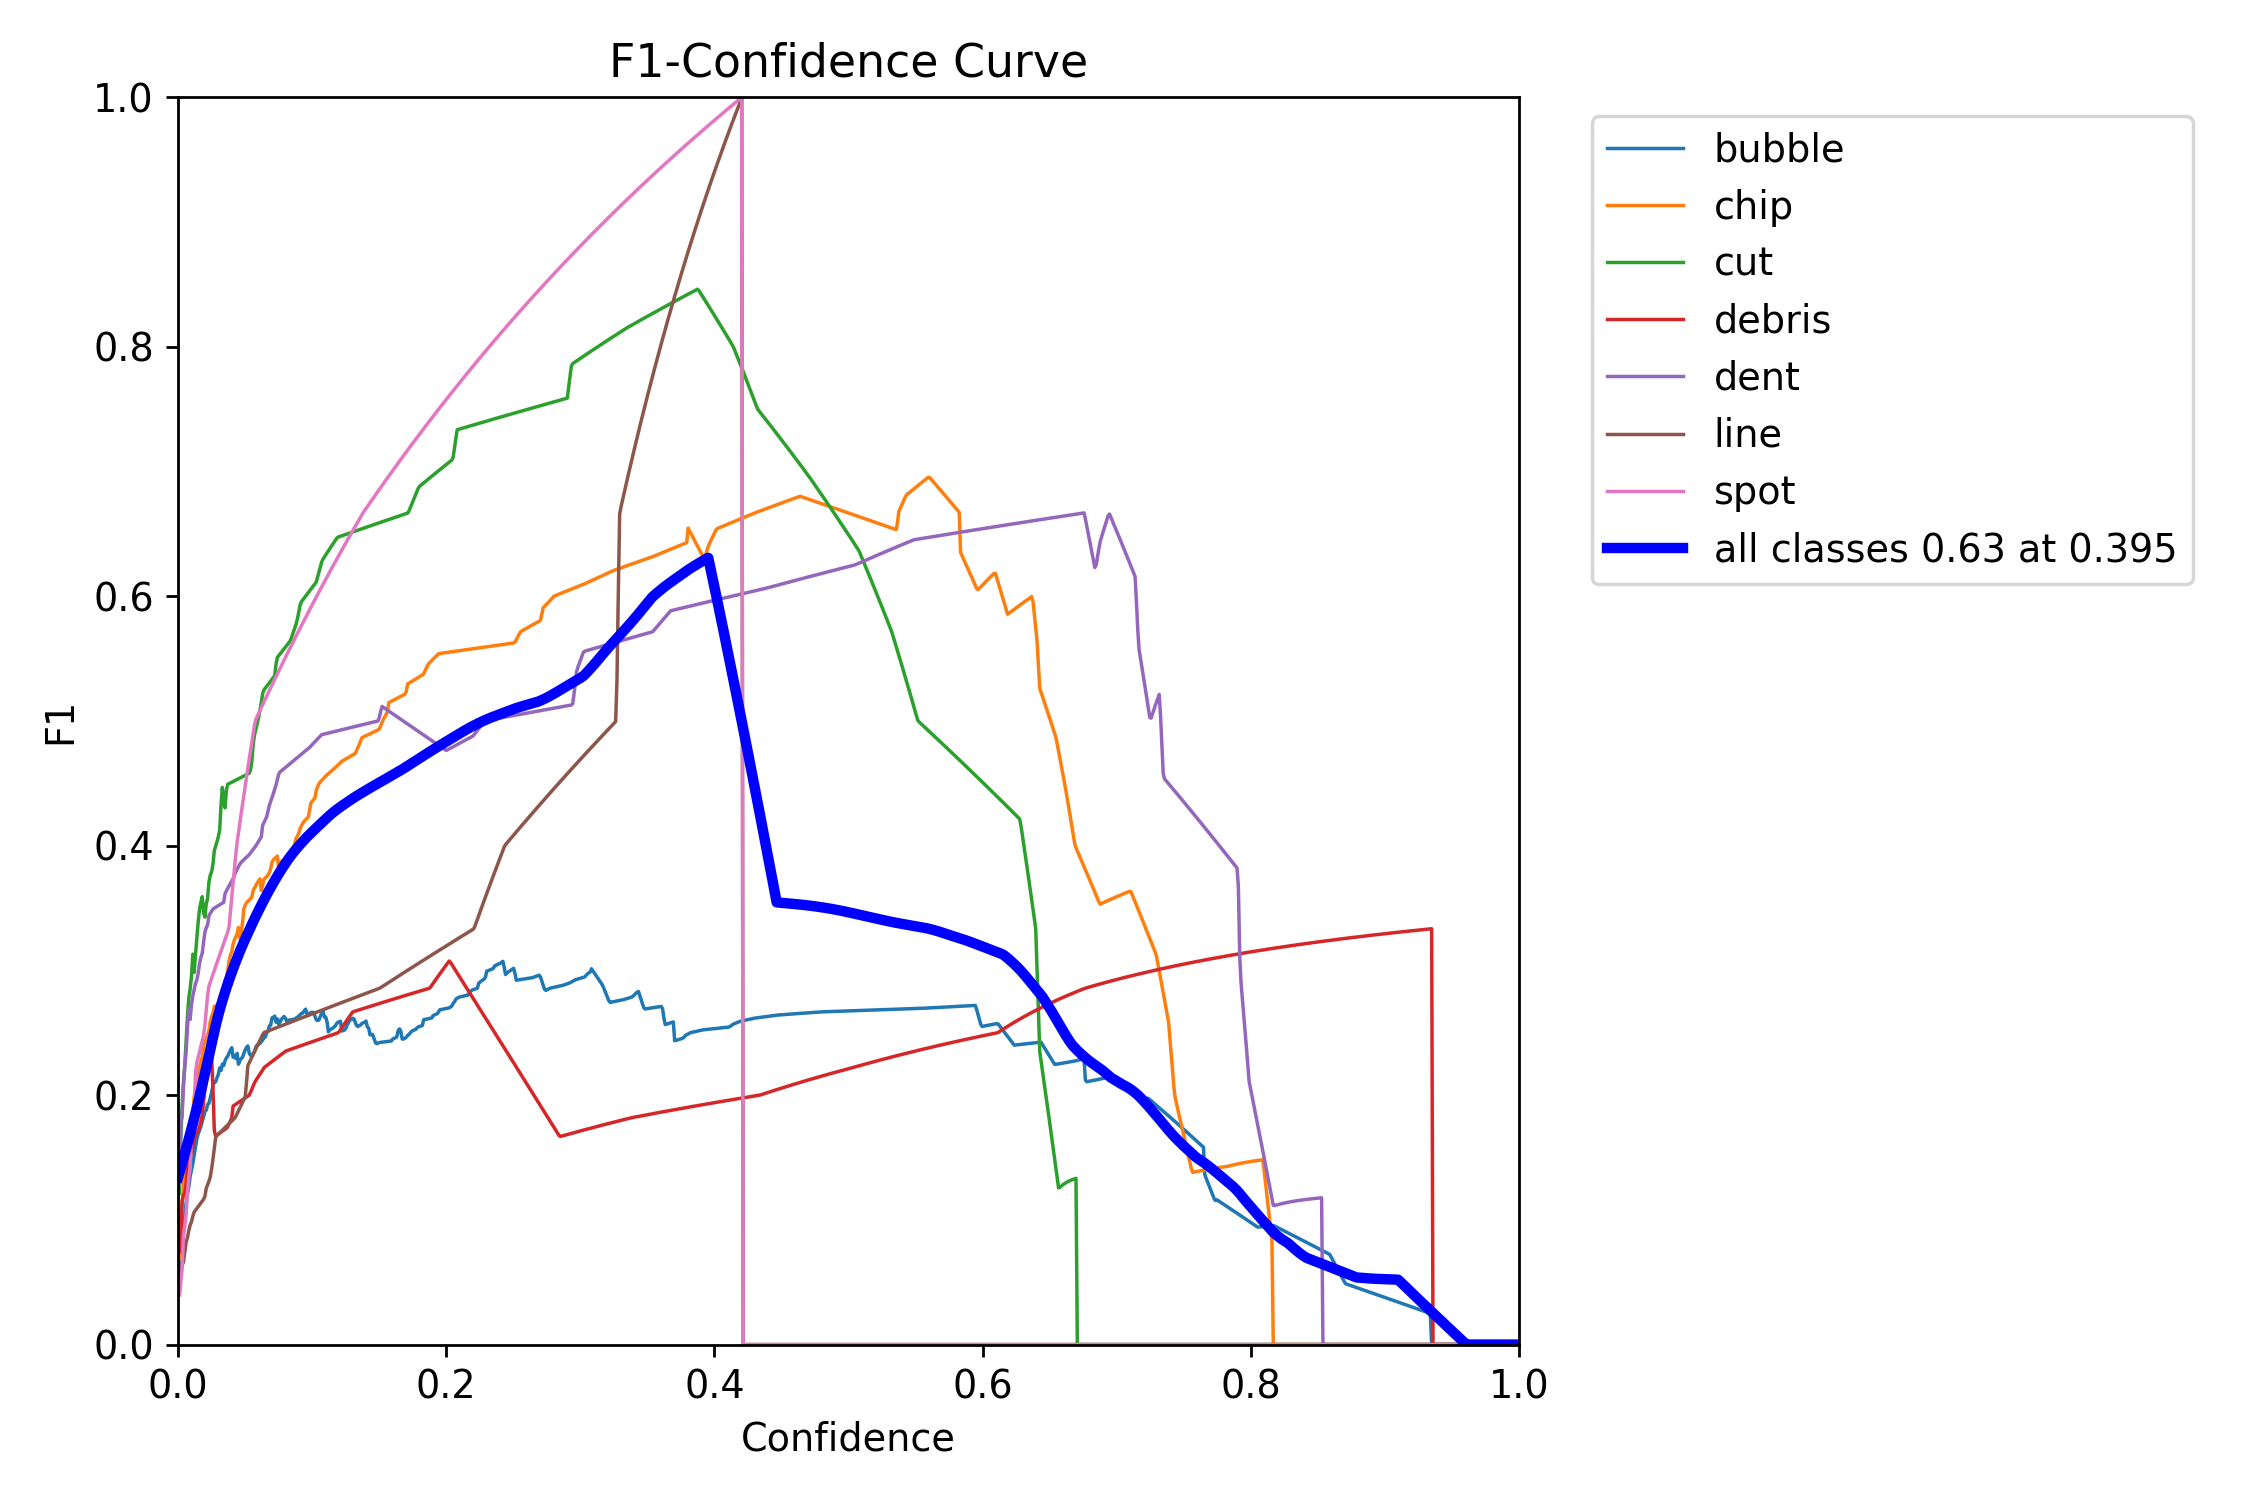 F1-Confidence Curve
1.0
0.8
0.6
0.4
0.2
0.0
F1
0.0 0.2 0.4 0.6 0.8 1.0
Confidence
bubble
chip
cut
debris
dent
line
spot
all classes 0.63 at 0.395